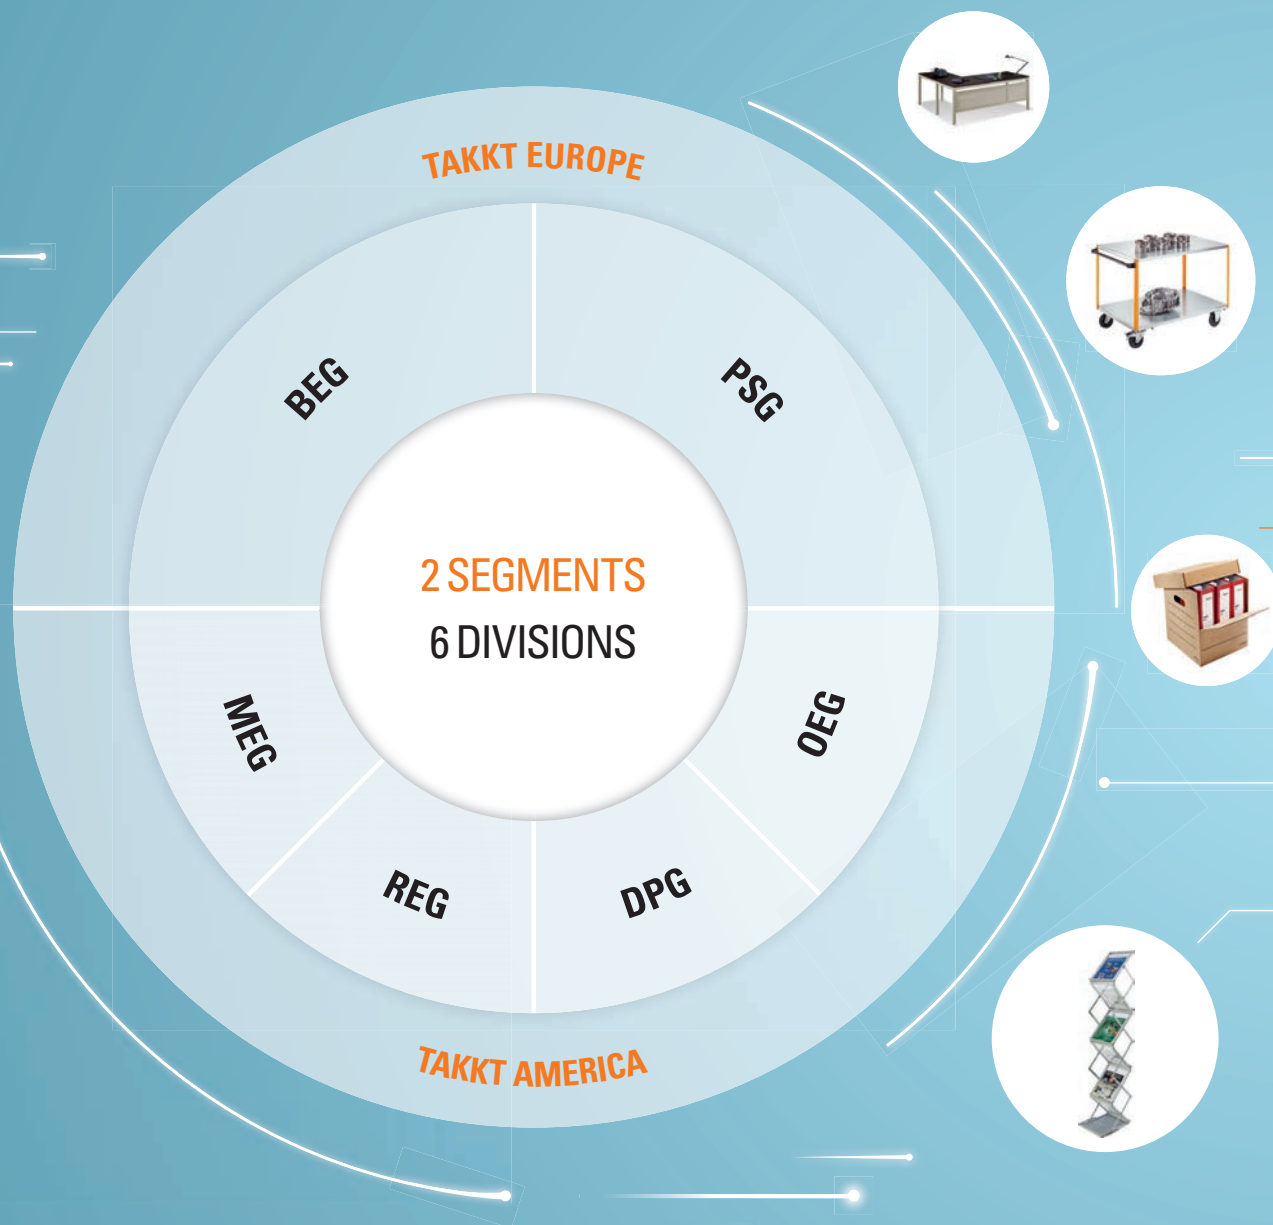 TAKKT EUROPE
BEG
PSG
2 SEGMENTS
6 DIVISIONS
MEG
OEG
REG
DPG
TAKKT AMERICA